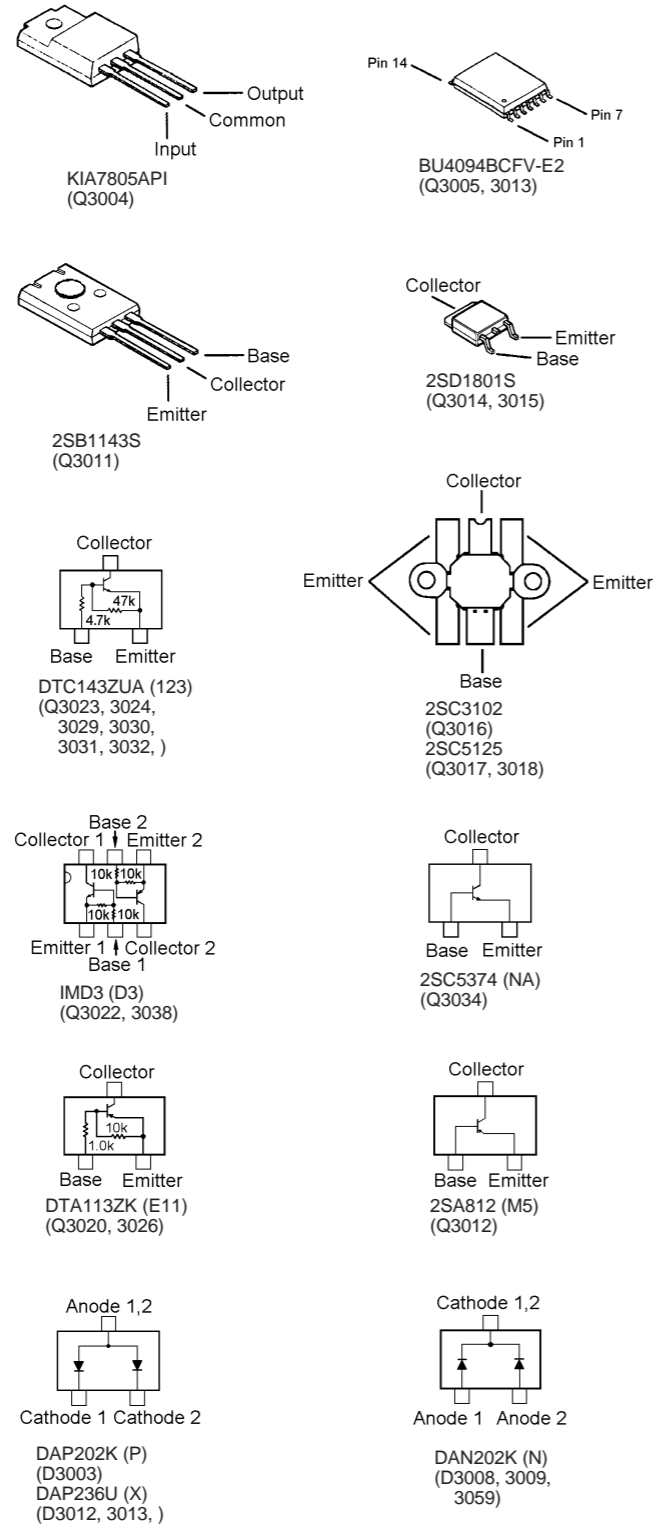 Output
Common
Input
KIA7805API
(Q3004)
Pin 14
Pin 7
Pin 1
BU4094BCFV-E2
(Q3005, 3013)
Base
Collector
Emitter
2SB1143S
(Q3011)
Collector
Emitter
Base
2SD1801S
(Q3014, 3015)
Collector
47k
4.7k
Base Emitter
DTC143ZUA (123)
(Q3023, 3024,
3029, 3030,
3031, 3032, )
Collector
Emitter
Emitter
Base
2SC3102
(Q3016)
2SC5125
(Q3017, 3018)
Base 2
Collector 1 Emitter 2
10k 10k
10k 10k
Emitter 1 Collector 2
Base 1
IMD3 (D3)
(Q3022, 3038)
Collector
Base Emitter
2SC5374 (NA)
(Q3034)
Collector
10k
1.0k
Base Emitter
DTA113ZK (E11)
(Q3020, 3026)
Collector
Base Emitter
2SA812 (M5)
(Q3012)
Anode 1,2
Cathode 1 Cathode 2
DAP202K (P)
(D3003)
DAP236U (X)
(D3012, 3013, )
Cathode 1,2
Anode 1 Anode 2
DAN202K (N)
(D3008, 3009,
3059)